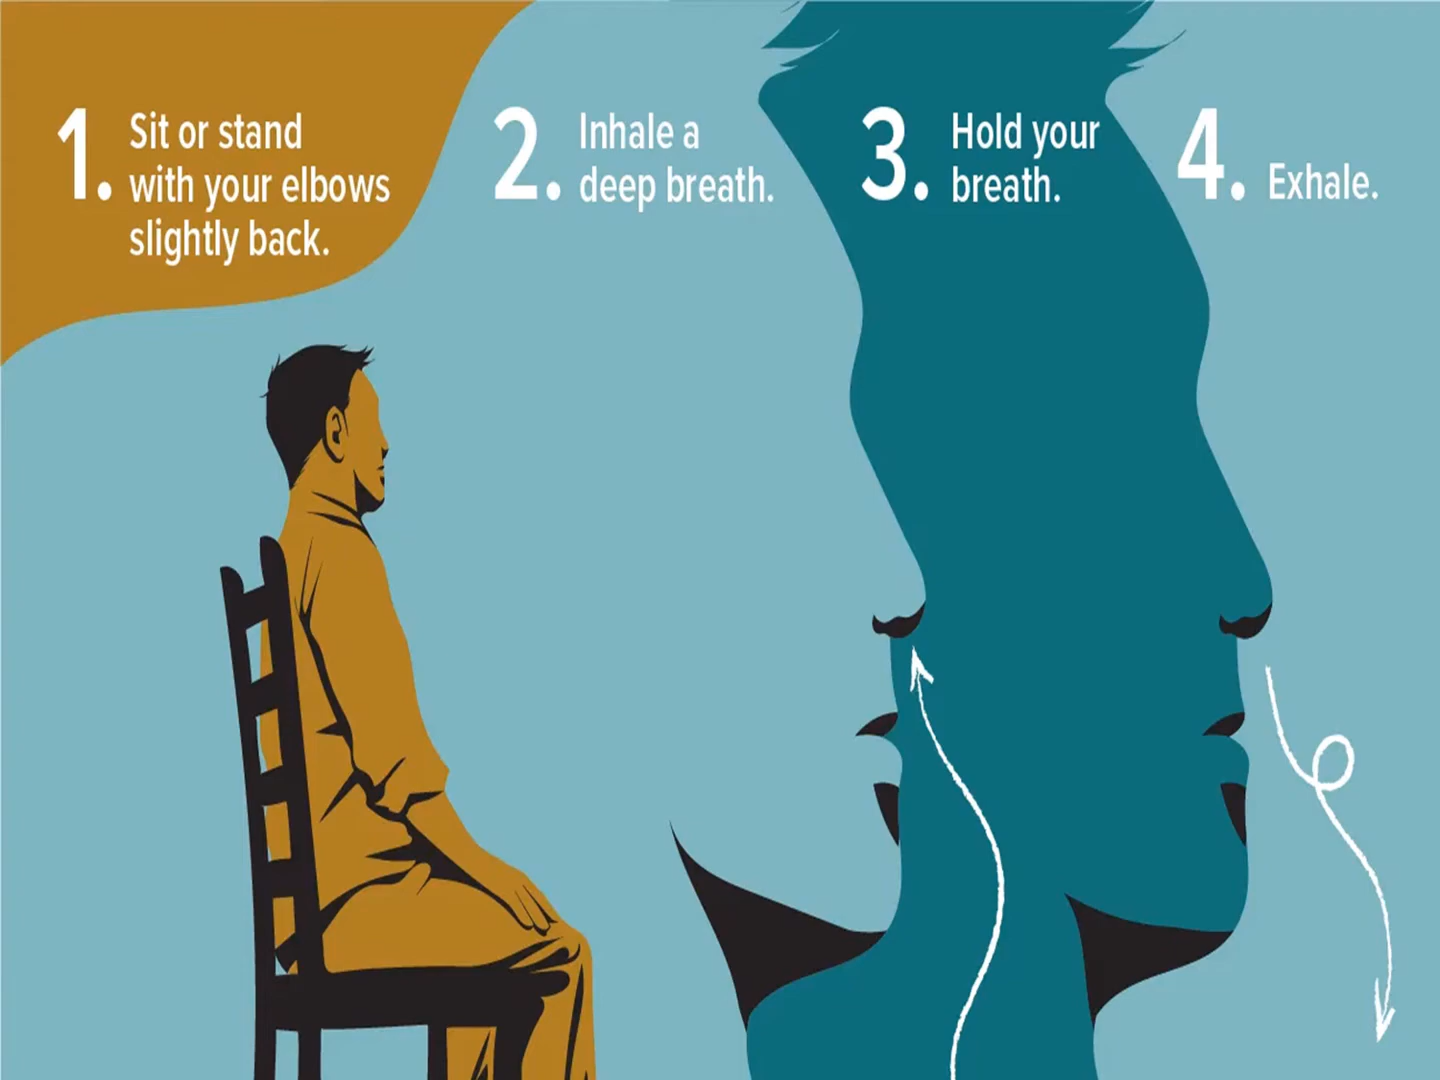 1. Sit or stand
with your elbows
slightly back.
2. Inhale a
deep breath.
3. Hold your
breath.
4. Exhale.